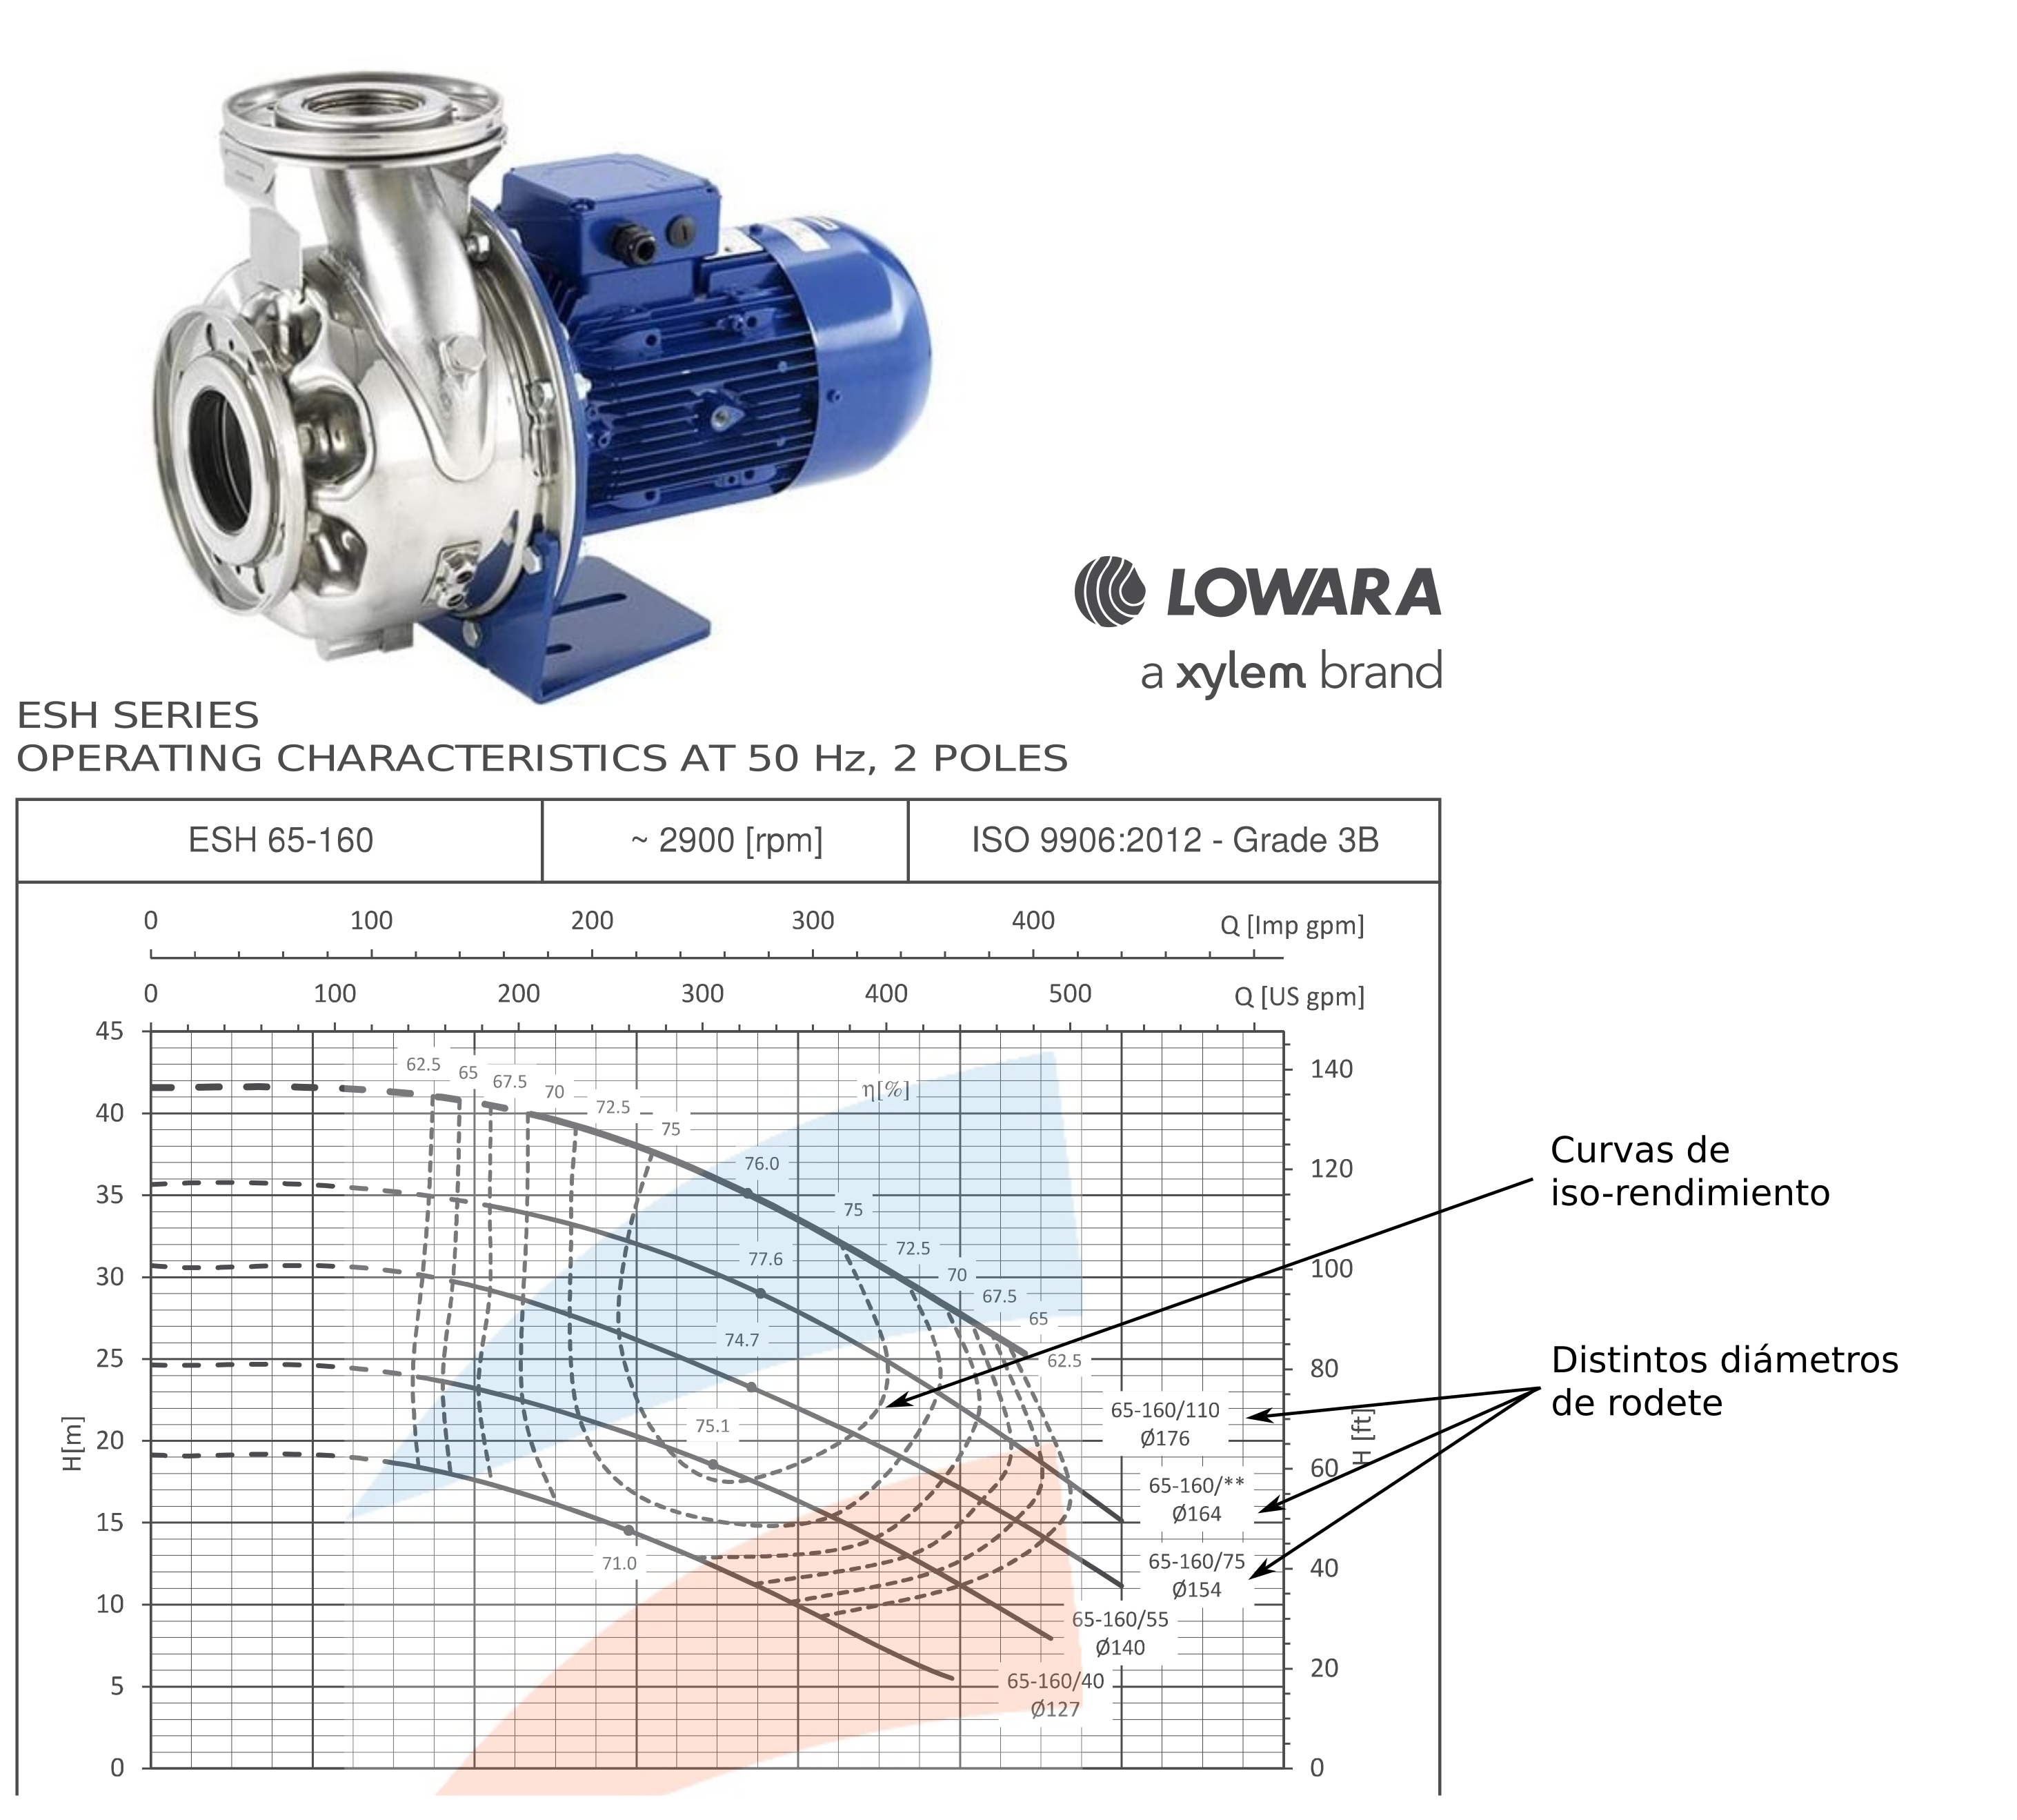 LOWARA
a xylem brand
ESH SERIES
OPERATING CHARACTERISTICS AT 50 Hz, 2 POLES
ESH 65-160
~ 2900 [rpm]
ISO 9906:2012 - Grade 3B
0 100 200 300 400 Q [Imp gpm]
0 100 200 300 400 500 Q [US gpm]
45
40
35
30
25
20
15
10
5
0
H[m]
62.5
65
67.5
70
72.5
75
η[%]
76.0
75
72.5
70
67.5
65
62.5
77.6
74.7
75.1
71.0
65-160/110
Ø176
65-160/**
Ø164
65-160/75
Ø154
65-160/55
Ø140
65-160/40
Ø127
140
120
100
80
60
40
20
0
H [ft]
Curvas de
iso-rendimiento
Distintos diámetros
de rodete